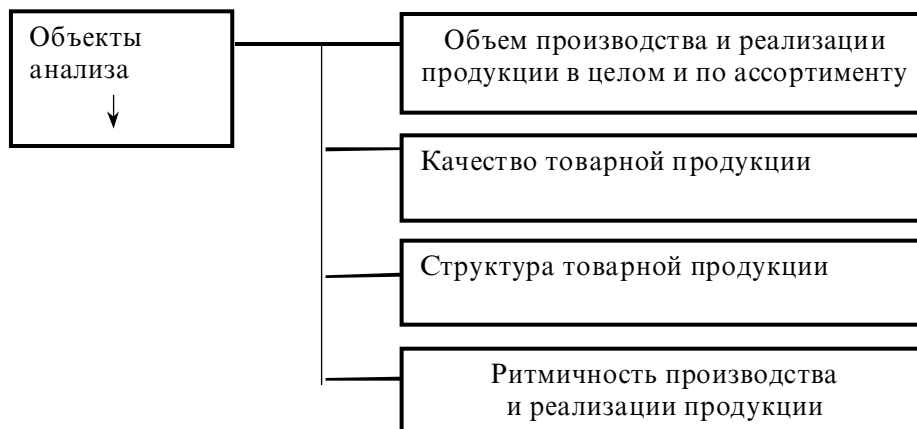 Объекты
анализа
Объем производства и реализации
продукции в целом и по ассортименту
Качество товарной продукции
Структура товарной продукции
Ритмичность производства
и реализации продукции